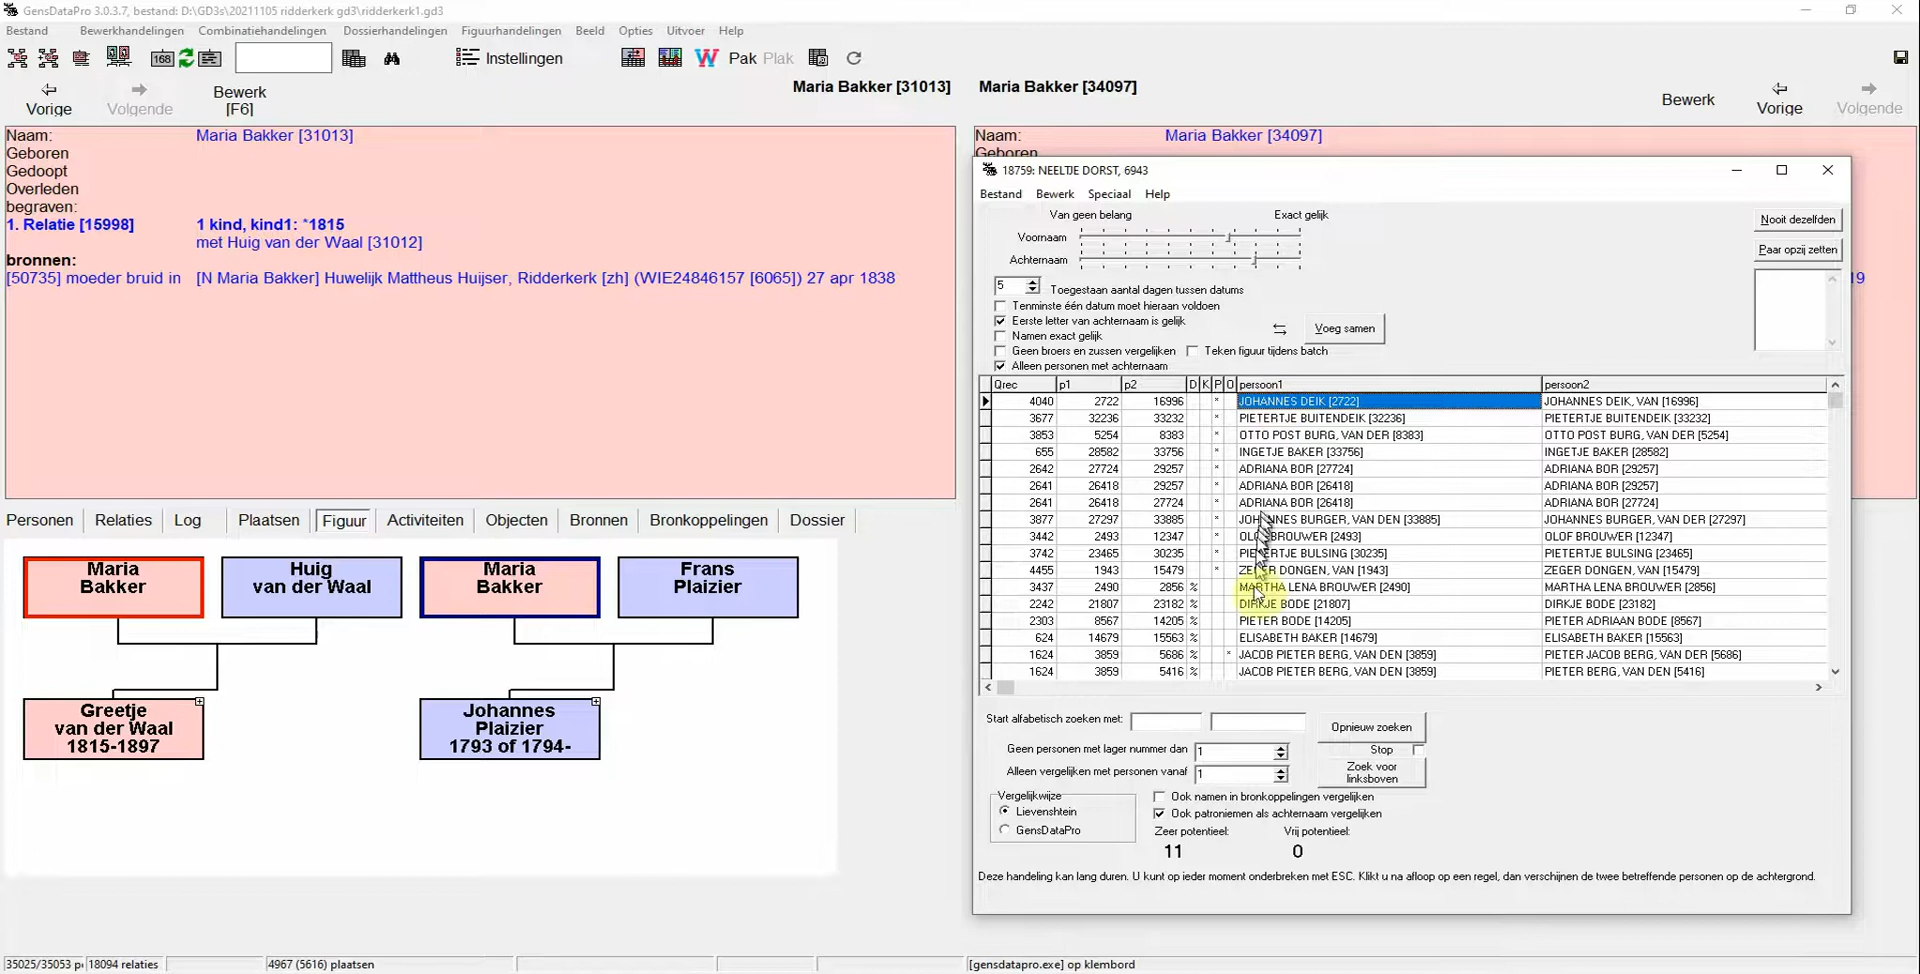 GensDataPro 3.0.3.7, bestand: D:\GD3s\20211105 ridderkerk gd3\ridderkerk1.gd3
Bestand Bewerkhandelingen Combinatiehandelingen Dossierhandelingen Figuurhandelingen Beeld Opties Uitvoer Help
168 Instellingen W Pak Plak
Vorige Volgende Bewerk [F6] Maria Bakker [31013]
Maria Bakker [34097] Bewerk Vorige Volgende
Naam: Maria Bakker [31013]
Geboren
Gedoopt
Overleden
begraven:
1. Relatie [15998] 1 kind, kind1: *1815
met Huig van der Waal [31012]
bronnen:
[50735] moeder bruid in [N Maria Bakker] Huwelijk Mattheus Huijser, Ridderkerk [zh] (WIE24846157 [6065]) 27 apr 1838
Naam: Maria Bakker [34097]
Geboren
19
Personen Relaties Log Plaatsen Figuur Activiteiten Objecten Bronnen Bronkoppelingen Dossier
Maria
Bakker
Huig
van der Waal
Maria
Bakker
Frans
Plaizier
Greetje
van der Waal
1815-1897
Johannes
Plaizier
1793 of 1794-
18759: NEELTJE DORST, 6943
Bestand Bewerk Speciaal Help
Van geen belang Exact gelijk
Voornaam
Achternaam
Nooit dezelfden
Paar opzij zetten
5 Toegestaan aantal dagen tussen datums
Tenminste één datum moet hieraan voldoen
Eerste letter van achternaam is gelijk
Namen exact gelijk
Geen broers en zussen vergelijken Teken figuur tijdens batch
Alleen personen met achternaam
Voeg samen
Qrec p1 p2 D K P O persoon1 persoon2
4040 2722 16996 * JOHANNES DEIK [2722] JOHANNES DEIK, VAN [16996]
3677 32236 33232 * PIETERTJE BUITENDEIK [32236] PIETERTJE BUITENDEIK [33232]
3853 5254 8383 * OTTO POST BURG, VAN DER [8383] OTTO POST BURG, VAN DER [5254]
655 28582 33756 * INGETJE BAKER [33756] INGETJE BAKER [28582]
2642 27724 29257 * ADRIANA BOR [27724] ADRIANA BOR [29257]
2641 26418 29257 * ADRIANA BOR [26418] ADRIANA BOR [29257]
2641 26418 27724 * ADRIANA BOR [26418] ADRIANA BOR [27724]
3877 27297 33885 * JOHANNES BURGER, VAN DEN [33885] JOHANNES BURGER, VAN DEN [27297]
3442 2493 12347 * OLOF BROUWER [2493] OLOF BROUWER [12347]
3742 23465 30235 * PIETERTJE BULSING [30235] PIETERTJE BULSING [23465]
4455 1943 15479 * ZEGER DONGEN, VAN [1943] ZEGER DONGEN, VAN [15479]
3437 2490 2856 % MARTHA LENA BROUWER [2490] MARTHA LENA BROUWER [2856]
2242 21807 23182 % DIRKJE BODE [21807] DIRKJE BODE [23182]
2303 8567 14205 % PIETER BODE [14205] PIETER ADRIAAN BODE [8567]
624 14679 15563 % ELISABETH BAKER [14679] ELISABETH BAKER [15563]
1624 3859 5686 % * JACOB PIETER BERG, VAN DEN [3859] PIETER JACOB BERG, VAN [5686]
1624 3859 5416 % JACOB PIETER BERG, VAN DEN [3859] PIETER BERG, VAN DEN [5416]
Start alfabetisch zoeken met: Opnieuw zoeken
Geen personen met lager nummer dan 1 Stop
Alleen vergelijken met personen vanaf 1 Zoek voor linksboven
Vergelijkwijze
Lievenshtein
GensDataPro
Ook namen in bronkoppelingen vergelijken
Ook patroniemen als achternaam vergelijken
Zeer potentieel: Vrij potentieel:
11 0
Deze handeling kan lang duren. U kunt op ieder moment onderbreken met ESC. Klikt u na afloop op een regel, dan verschijnen de twee betreffende personen op de achtergrond.
35025/35053 p 18094 relaties 4967 (5616) plaatsen [gensdatapro.exe] op klembord